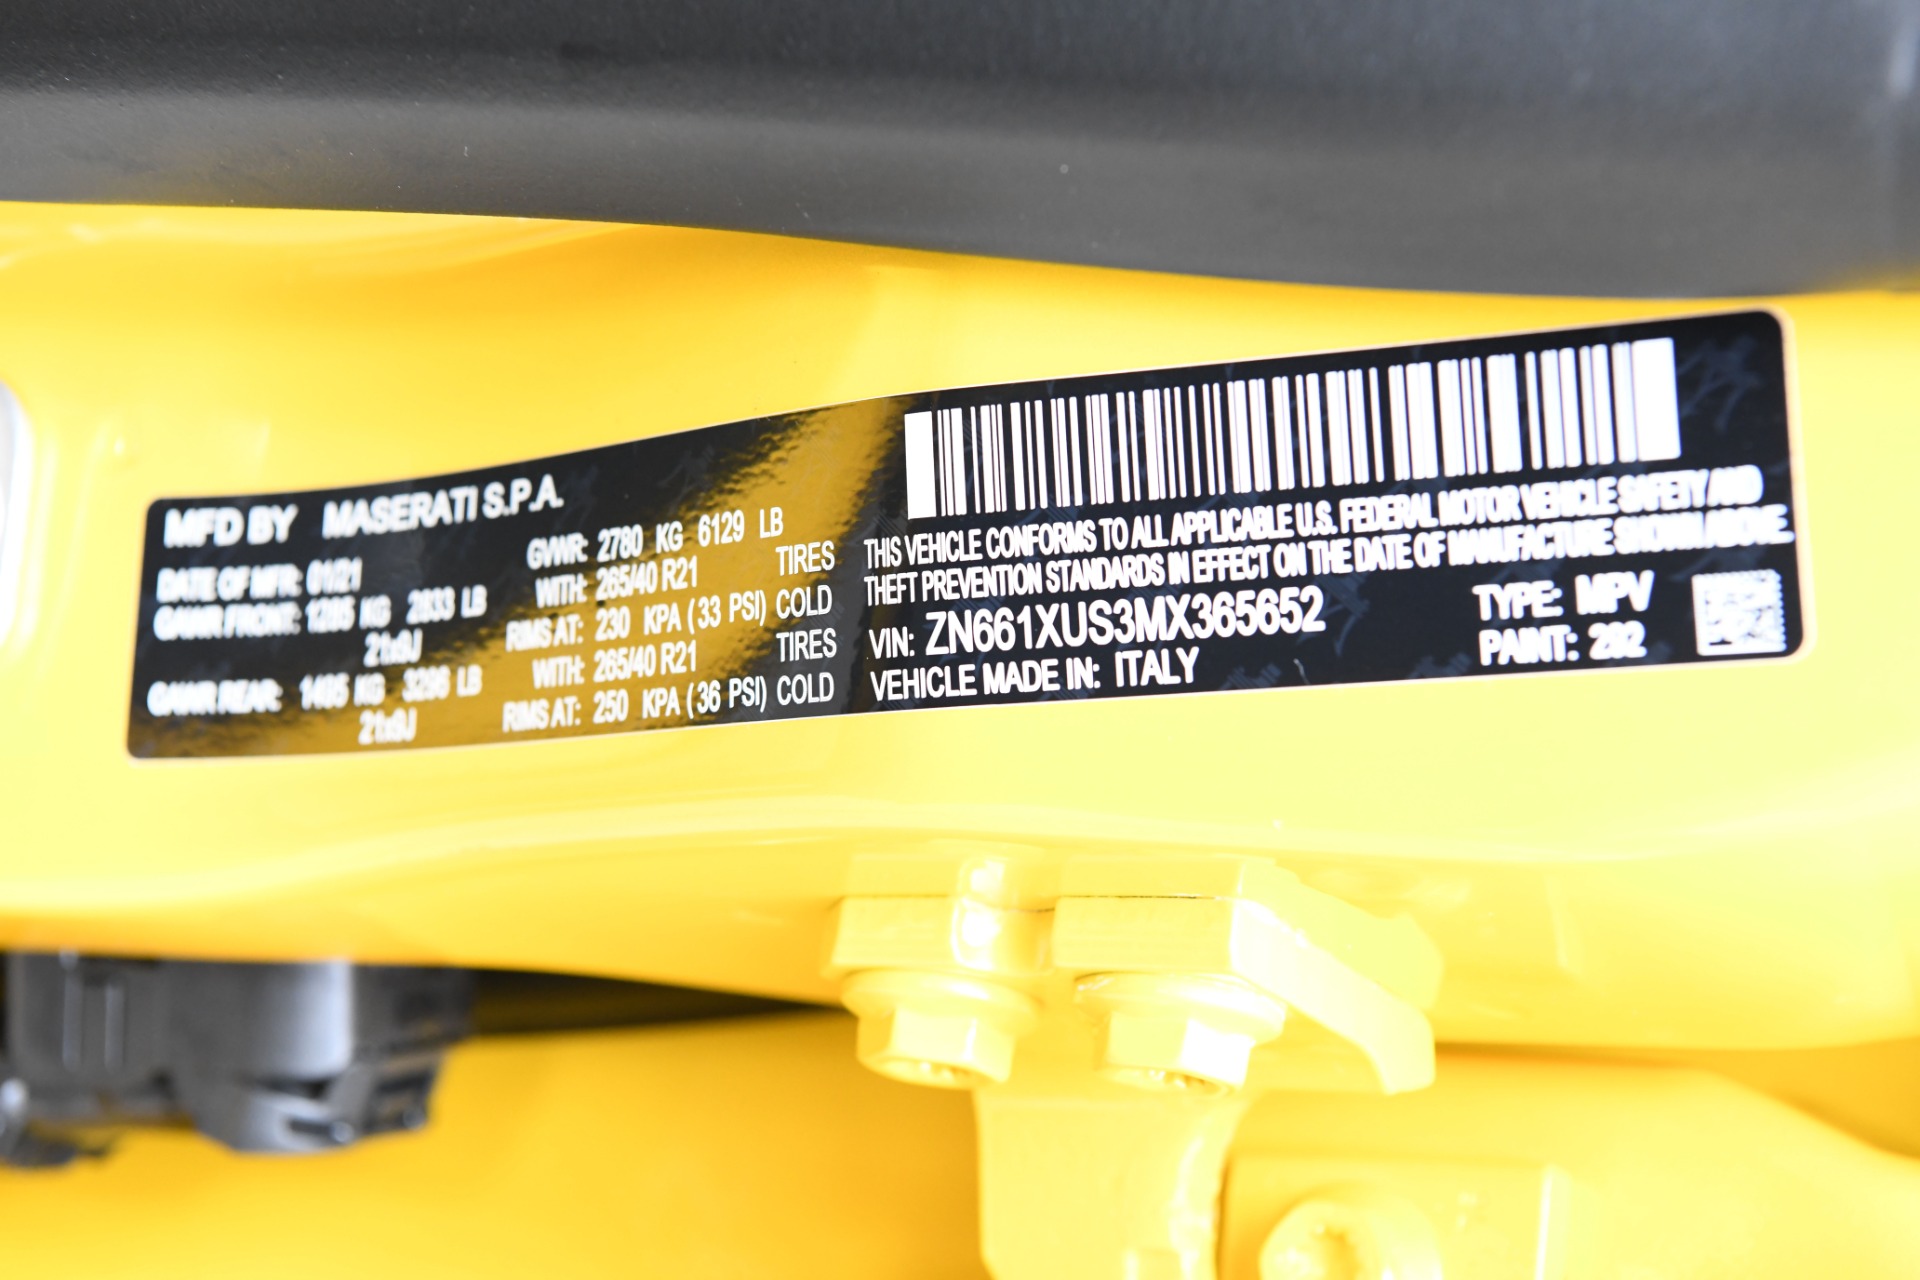 MFD BY MASERATI S.P.A.
DATE OF MFR: 01/21
GVWR: 2780 KG 6129 LB
GAWR FRONT: 1285 KG 2833 LB
WITH: 265/40 R21 TIRES
21x9J
RIMS AT: 230 KPA (33 PSI) COLD
GAWR REAR: 1495 KG 3296 LB
WITH: 265/40 R21 TIRES
21x9J
RIMS AT: 250 KPA (36 PSI) COLD
THIS VEHICLE CONFORMS TO ALL APPLICABLE U.S. FEDERAL MOTOR VEHICLE SAFETY AND
THEFT PREVENTION STANDARDS IN EFFECT ON THE DATE OF MANUFACTURE SHOWN ABOVE.
VIN: ZN661XUS3MX365652
TYPE: MPV
VEHICLE MADE IN: ITALY
PAINT: 292